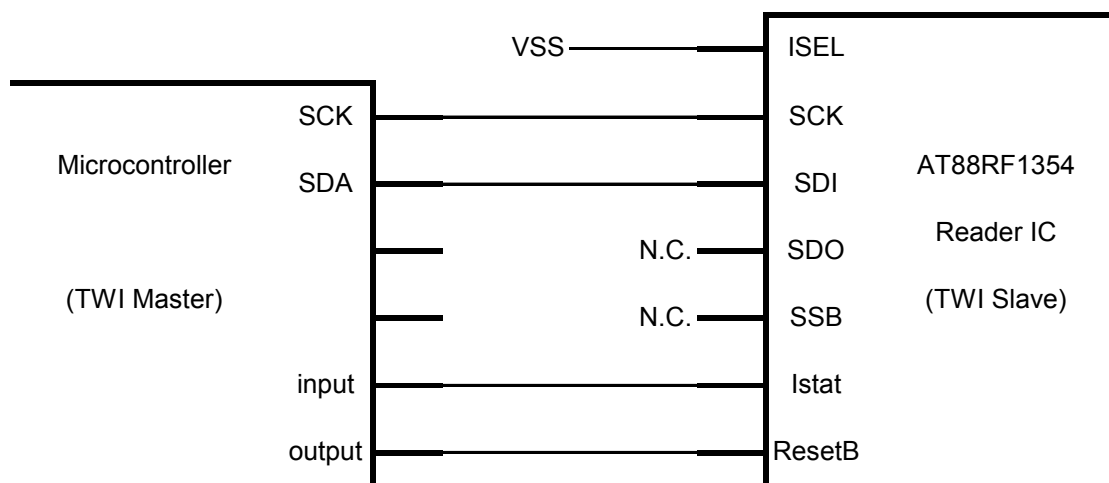 VSS ISEL
SCK SCK
Microcontroller AT88RF1354
SDA SDI
N.C. SDO Reader IC
(TWI Master) N.C. SSB (TWI Slave)
input Istat
output ResetB